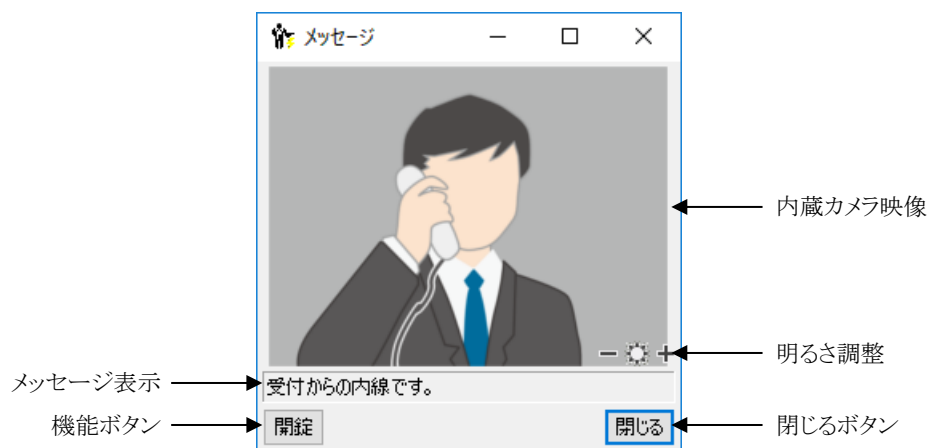 メッセージ
内蔵カメラ映像
明るさ調整
メッセージ表示
受付からの内線です。
機能ボタン
開錠
閉じる
閉じるボタン